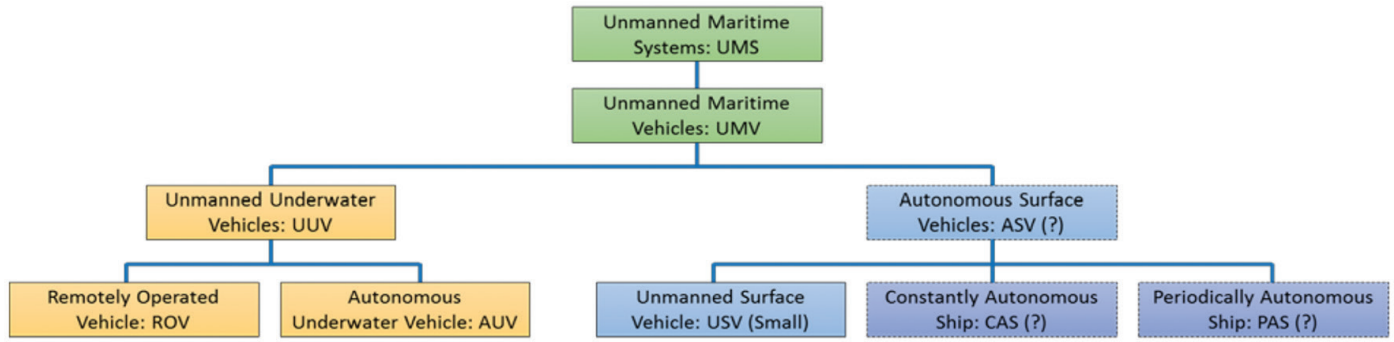 Unmanned Maritime
Systems: UMS
Unmanned Maritime
Vehicles: UMV
Unmanned Underwater
Vehicles: UUV
Autonomous Surface
Vehicles: ASV (?)
Remotely Operated
Vehicle: ROV
Autonomous
Underwater Vehicle: AUV
Unmanned Surface
Vehicle: USV (Small)
Constantly Autonomous
Ship: CAS (?)
Periodically Autonomous
Ship: PAS (?)